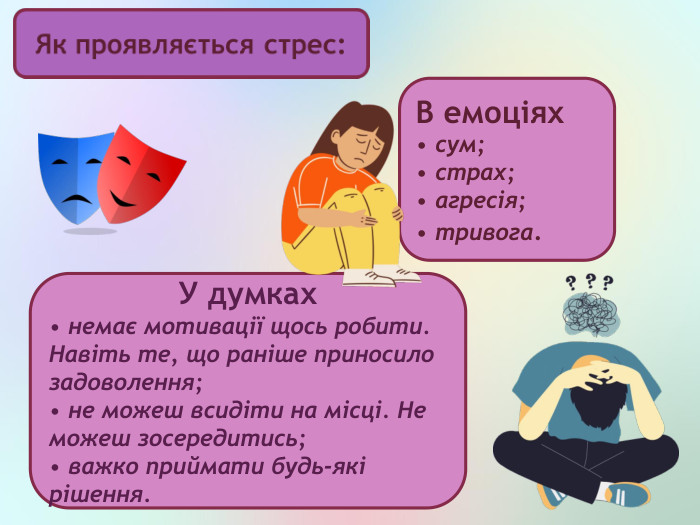 Як проявляється стрес:
В емоціях
• сум;
• страх;
• агресія;
• тривога.
У думках
• немає мотивації щось робити.
Навіть те, що раніше приносило
задоволення;
• не можеш всидіти на місці. Не
можеш зосередитись;
• важко приймати будь-які
рішення.
? ? ?